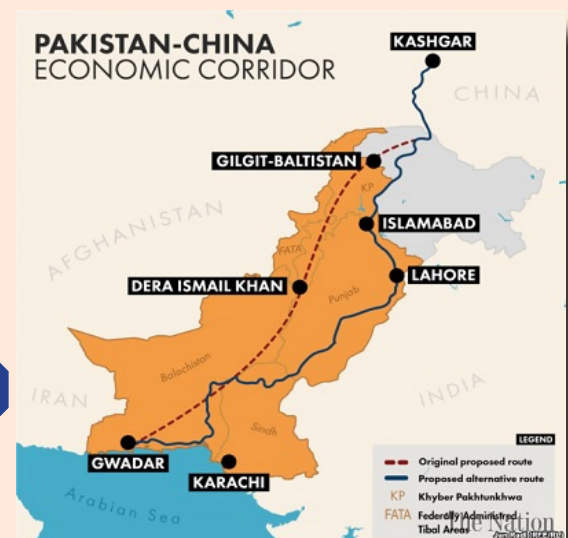 PAKISTAN-CHINA
ECONOMIC CORRIDOR
KASHGAR
CHINA
GILGIT-BALTISTAN
KP
AFGHANISTAN
ISLAMABAD
FATA
LAHORE
DERA ISMAIL KHAN
Punjab
Balochistan
IRAN
INDIA
Sindh
GWADAR
KARACHI
Arabian Sea
LEGEND
Original proposed route
Proposed alternative route
KP Khyber Pakhtunkhwa
FATA Federally Adminstred
Tibal Areas
The Nation